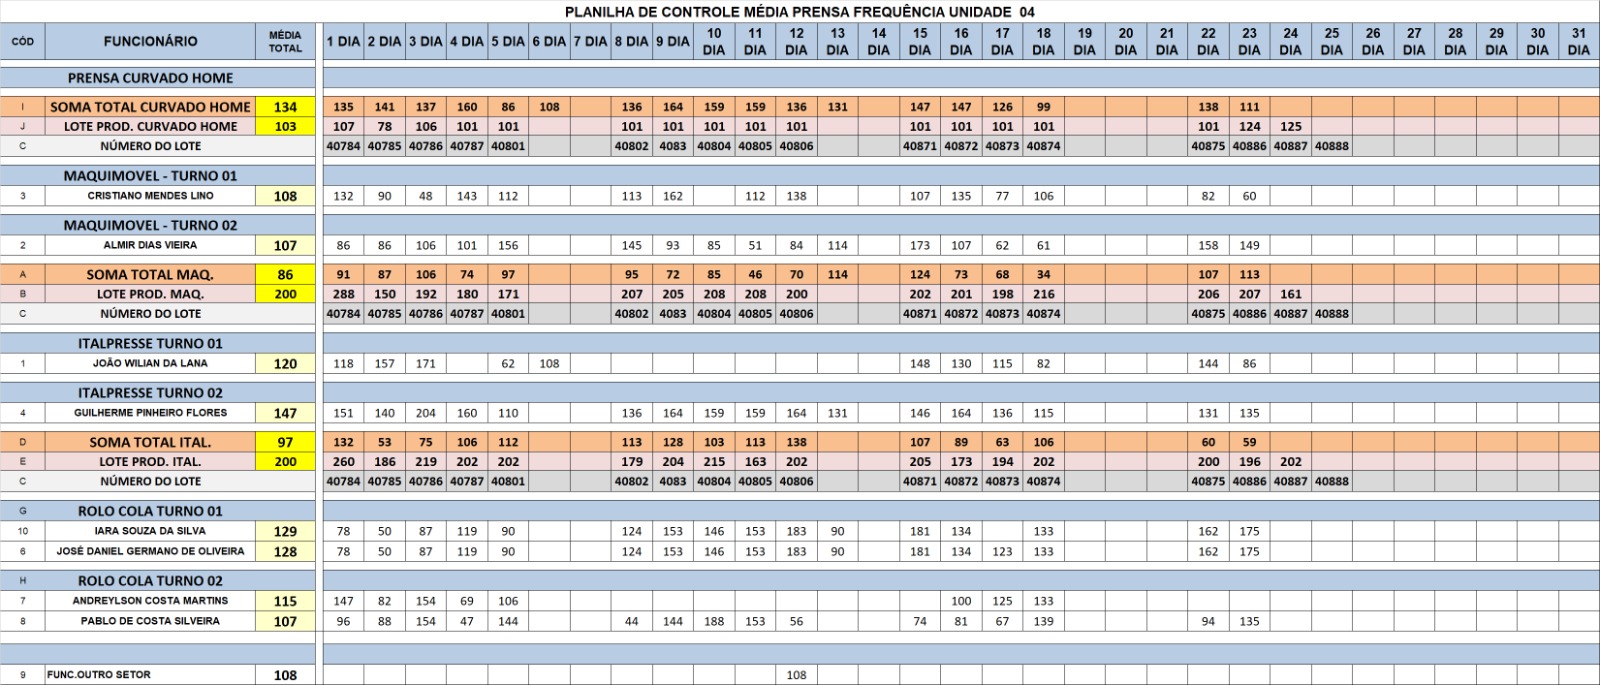 PLANILHA DE CONTROLE MÉDIA PRENSA FREQUÊNCIA UNIDADE 04
CÓD FUNCIONÁRIO MÉDIA TOTAL 1 DIA 2 DIA 3 DIA 4 DIA 5 DIA 6 DIA 7 DIA 8 DIA 9 DIA 10 DIA 11 DIA 12 DIA 13 DIA 14 DIA 15 DIA 16 DIA 17 DIA 18 DIA 19 DIA 20 DIA 21 DIA 22 DIA 23 DIA 24 DIA 25 DIA 26 DIA 27 DIA 28 DIA 29 DIA 30 DIA 31 DIA
PRENSA CURVADO HOME
I SOMA TOTAL CURVADO HOME 134 135 141 137 160 86 108 136 164 159 159 136 131 147 147 126 99 138 111
J LOTE PROD. CURVADO HOME 103 107 78 106 101 101 101 101 101 101 101 101 101 101 101 101 124 125
C NÚMERO DO LOTE 40784 40785 40786 40787 40801 40802 4083 40804 40805 40806 40871 40872 40873 40874 40875 40886 40887 40888
MAQUIMOVEL - TURNO 01
3 CRISTIANO MENDES LINO 108 132 90 48 143 112 113 162 112 138 107 135 77 106 82 60
MAQUIMOVEL - TURNO 02
2 ALMIR DIAS VIEIRA 107 86 86 106 101 156 145 93 85 51 84 114 173 107 62 61 158 149
A SOMA TOTAL MAQ. 86 91 87 106 74 97 95 72 85 46 70 114 124 73 68 34 107 113
B LOTE PROD. MAQ. 200 288 150 192 180 171 207 205 208 208 200 202 201 198 216 206 207 161
C NÚMERO DO LOTE 40784 40785 40786 40787 40801 40802 4083 40804 40805 40806 40871 40872 40873 40874 40875 40886 40887 40888
ITALPRESSE TURNO 01
1 JOÃO WILIAN DA LANA 120 118 157 171 62 108 148 130 115 82 144 86
ITALPRESSE TURNO 02
4 GUILHERME PINHEIRO FLORES 147 151 140 204 160 110 136 164 159 159 164 131 146 164 136 115 131 135
D SOMA TOTAL ITAL. 97 132 53 75 106 112 113 128 103 113 138 107 89 63 106 60 59
E LOTE PROD. ITAL. 200 260 186 219 202 202 179 204 215 163 202 205 173 194 202 200 196 202
C NÚMERO DO LOTE 40784 40785 40786 40787 40801 40802 4083 40804 40805 40806 40871 40872 40873 40874 40875 40886 40887 40888
G ROLO COLA TURNO 01
10 IARA SOUZA DA SILVA 129 78 50 87 119 90 124 153 146 153 183 90 181 134 133 162 175
6 JOSÉ DANIEL GERMANO DE OLIVEIRA 128 78 50 87 119 90 124 153 146 153 183 90 181 134 123 133 162 175
H ROLO COLA TURNO 02
7 ANDREYLSON COSTA MARTINS 115 147 82 154 69 106 100 125 133
8 PABLO DE COSTA SILVEIRA 107 96 88 154 47 144 44 144 188 153 56 74 81 67 139 94 135
9 FUNC.OUTRO SETOR 108 108